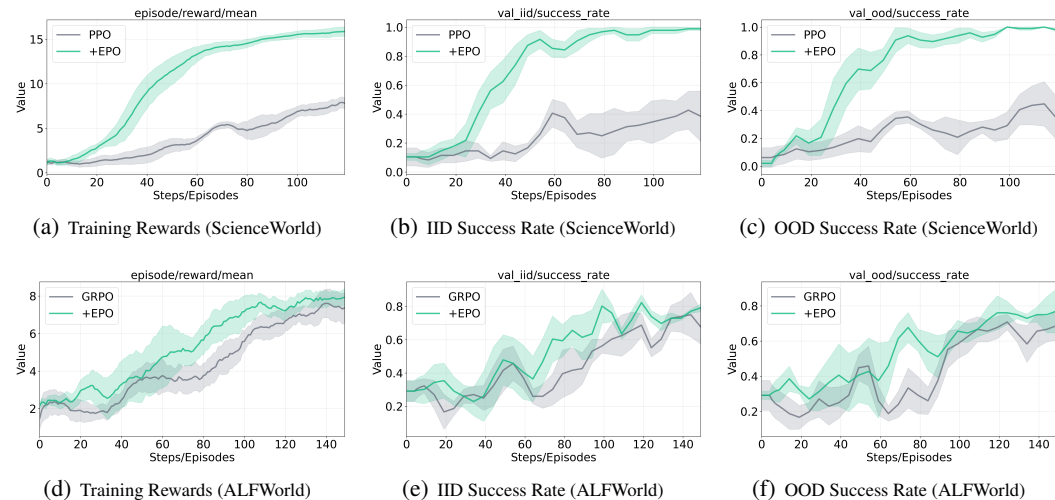 episode/reward/mean
PPO
+EPO
Value
15
10
5
0
0 20 40 60 80 100
Steps/Episodes
(a) Training Rewards (ScienceWorld)
val_iid/success_rate
PPO
+EPO
Value
1.0
0.8
0.6
0.4
0.2
0.0
0 20 40 60 80 100
Steps/Episodes
(b) IID Success Rate (ScienceWorld)
val_ood/success_rate
PPO
+EPO
Value
1.0
0.8
0.6
0.4
0.2
0.0
0 20 40 60 80 100
Steps/Episodes
(c) OOD Success Rate (ScienceWorld)
episode/reward/mean
GRPO
+EPO
Value
8
6
4
2
0 20 40 60 80 100 120 140
Steps/Episodes
(d) Training Rewards (ALFWorld)
val_iid/success_rate
GRPO
+EPO
Value
0.8
0.6
0.4
0.2
0 20 40 60 80 100 120 140
Steps/Episodes
(e) IID Success Rate (ALFWorld)
val_ood/success_rate
GRPO
+EPO
Value
0.8
0.6
0.4
0.2
0 20 40 60 80 100 120 140
Steps/Episodes
(f) OOD Success Rate (ALFWorld)